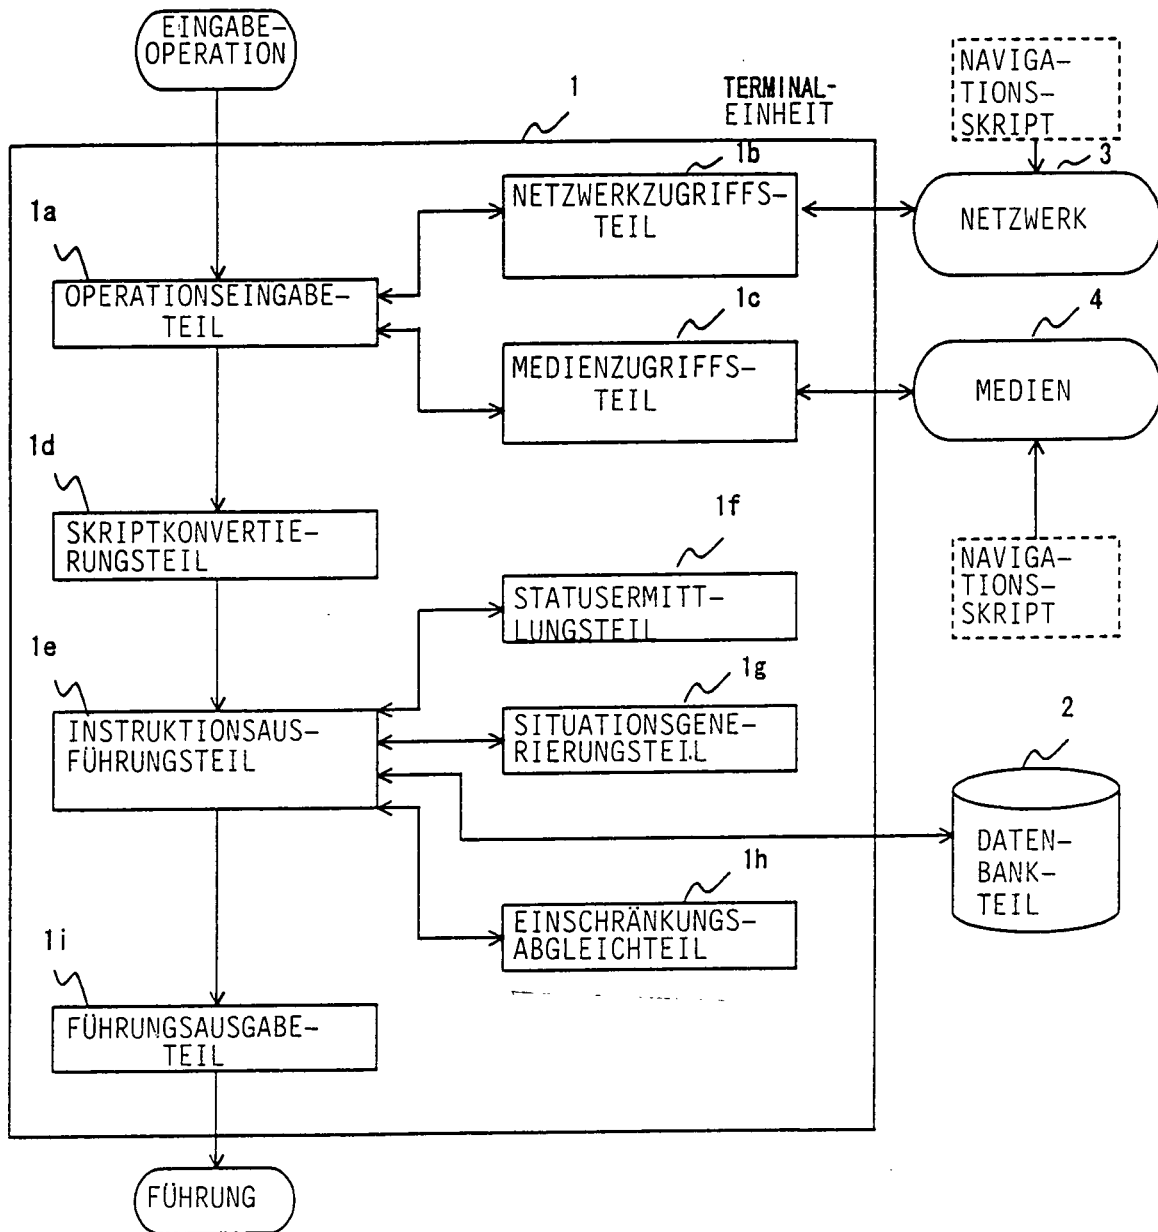 EINGABE-
OPERATION
1
TERMINAL-
EINHEIT
NAVIGA-
TIONS-
SKRIPT
1a
OPERATIONSEINGABE-
TEIL
1b
NETZWERKZUGRIFFS-
TEIL
3
NETZWERK
1c
MEDIENZUGRIFFS-
TEIL
4
MEDIEN
1d
SKRIPTKONVERTIE-
RUNGSTEIL
NAVIGA-
TIONS-
SKRIPT
1f
STATUSERMITT-
LUNGSTEIL
1e
INSTRUKTIONSAUS-
FÜHRUNGSTEIL
1g
SITUATIONSGENE-
RIERUNGSTEIL
2
DATEN-
BANK-
TEIL
1h
EINSCHRÄNKUNGS-
ABGLEICHTEIL
1i
FÜHRUNGSAUSGABE-
TEIL
FÜHRUNG